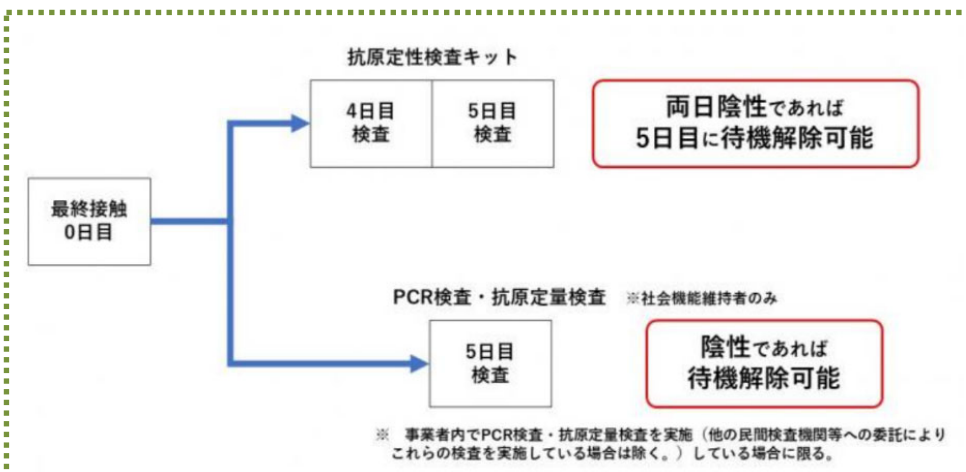 抗原定性検査キット
4日目
検査
5日目
検査
両日陰性であれば
5日目に待機解除可能
最終接触
0日目
PCR検査・抗原定量検査 ※社会機能維持者のみ
5日目
検査
陰性であれば
待機解除可能
※ 事業者内でPCR検査・抗原定量検査を実施（他の民間検査機関等への委託により
これらの検査を実施している場合は除く。）している場合に限る。